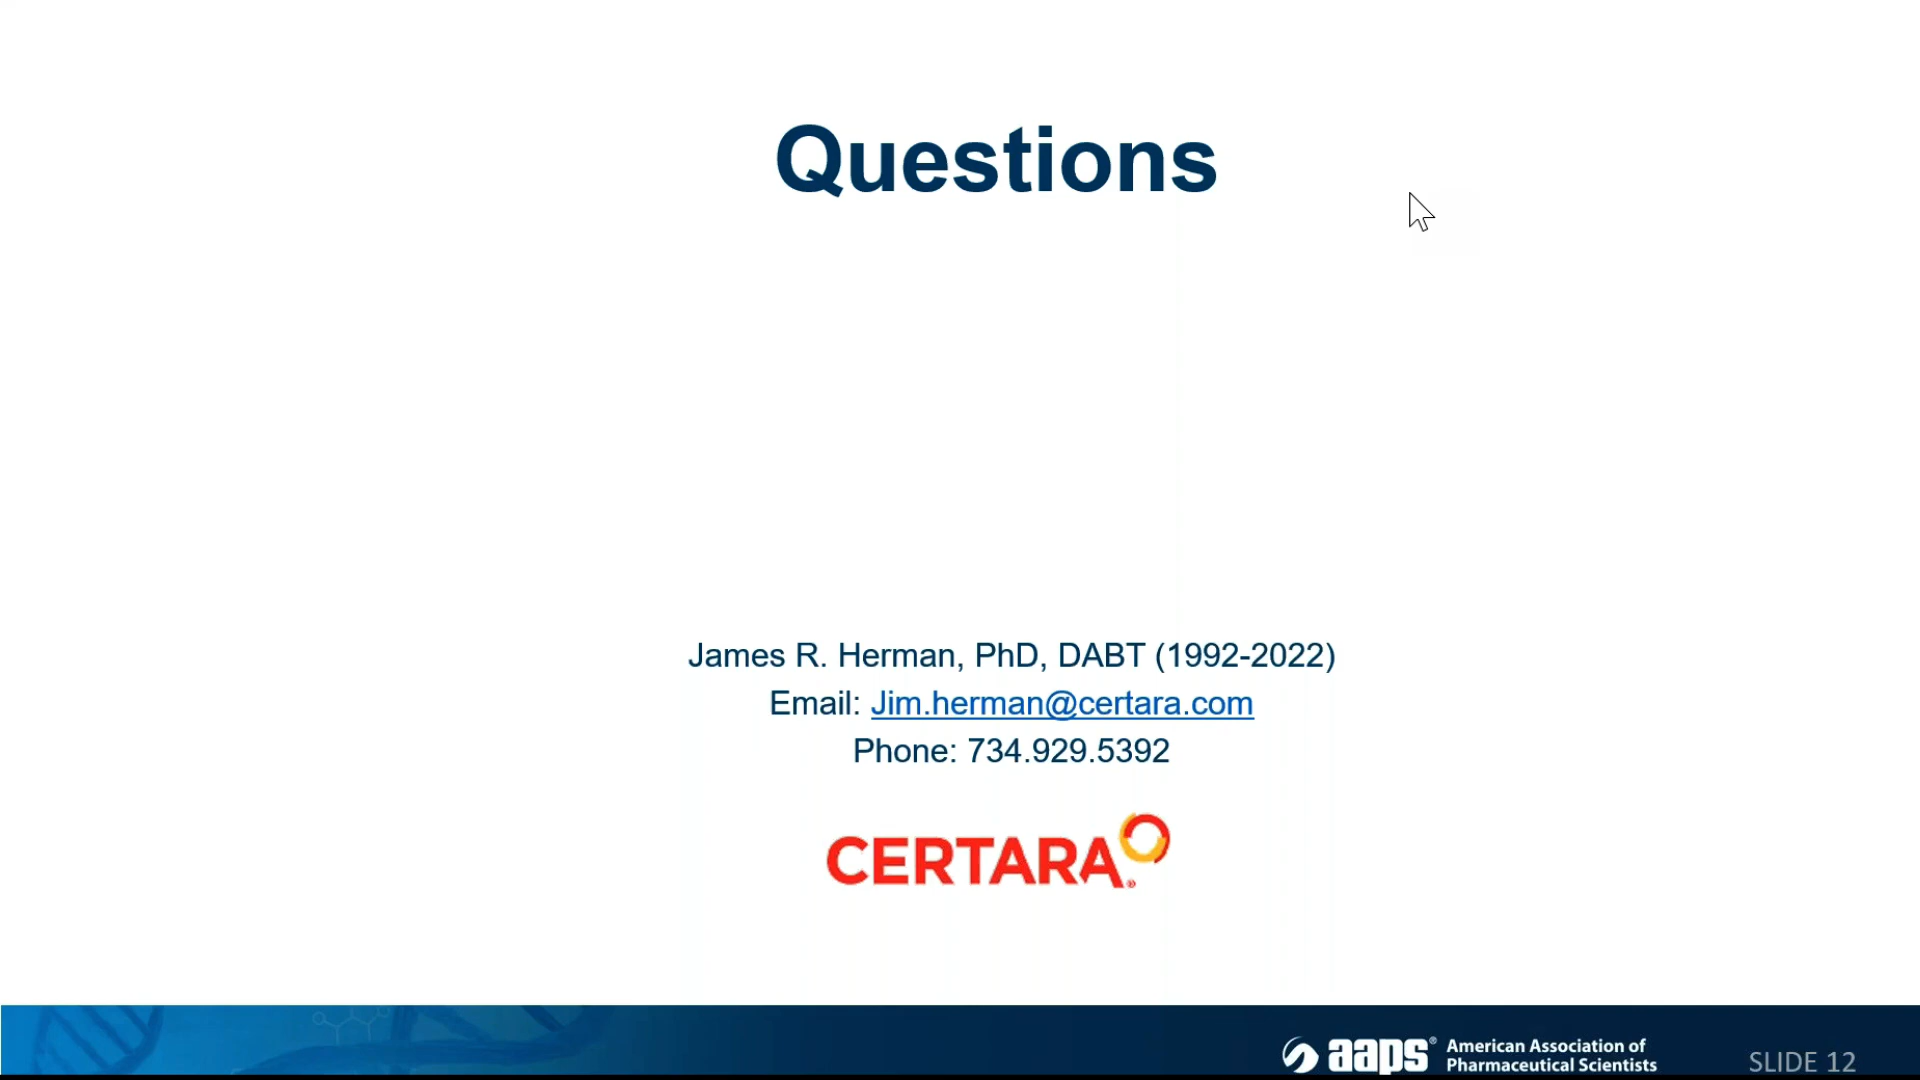 Questions
James R. Herman, PhD, DABT (1992-2022)
Email: Jim.herman@certara.com
Phone: 734.929.5392
CERTARA®
aaps® American Association of
Pharmaceutical Scientists
SLIDE 12